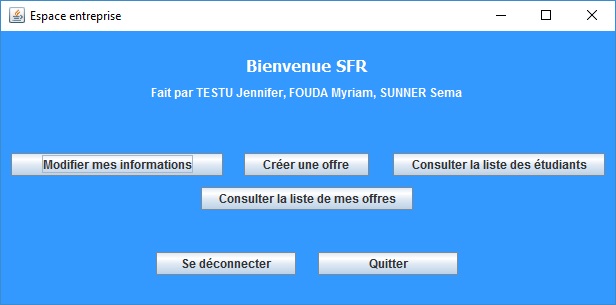 Espace entreprise
Bienvenue SFR
Fait par TESTU Jennifer, FOUDA Myriam, SUNNER Sema
Modifier mes informations
Créer une offre
Consulter la liste des étudiants
Consulter la liste de mes offres
Se déconnecter
Quitter